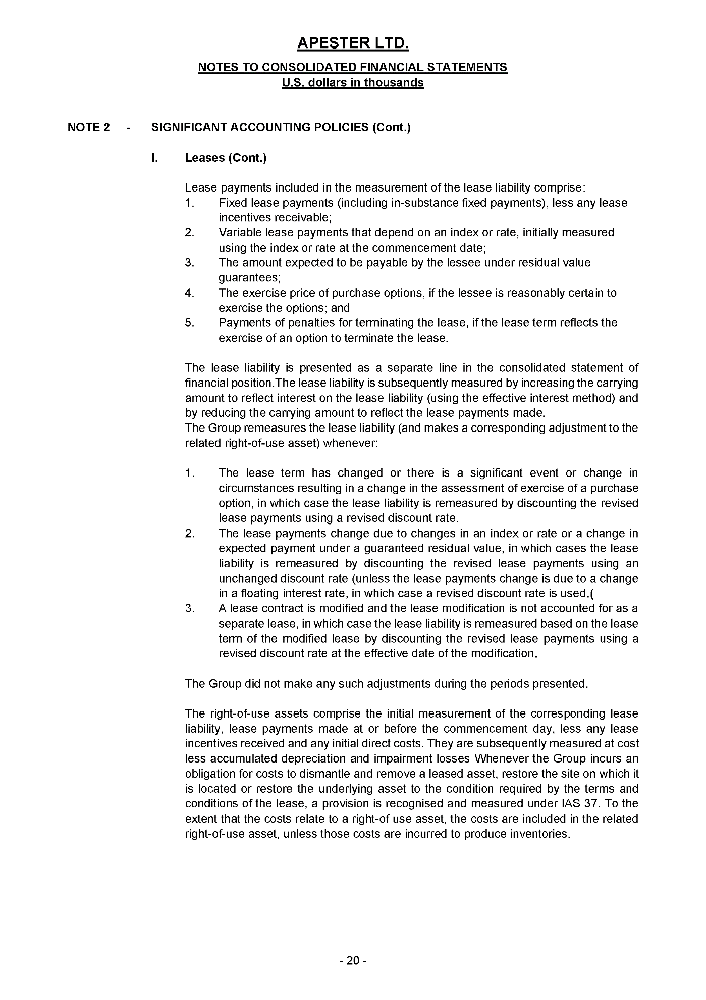 APESTER LTD.
NOTES TO CONSOLIDATED FINANCIAL STATEMENTS
U.S. dollars in thousands
NOTE 2 - SIGNIFICANT ACCOUNTING POLICIES (Cont.)
I. Leases (Cont.)
Lease payments included in the measurement of the lease liability comprise:
1. Fixed lease payments (including in-substance fixed payments), less any lease
incentives receivable;
2. Variable lease payments that depend on an index or rate, initially measured
using the index or rate at the commencement date;
3. The amount expected to be payable by the lessee under residual value
guarantees;
4. The exercise price of purchase options, if the lessee is reasonably certain to
exercise the options; and
5. Payments of penalties for terminating the lease, if the lease term reflects the
exercise of an option to terminate the lease.
The lease liability is presented as a separate line in the consolidated statement of
financial position.The lease liability is subsequently measured by increasing the carrying
amount to reflect interest on the lease liability (using the effective interest method) and
by reducing the carrying amount to reflect the lease payments made.
The Group remeasures the lease liability (and makes a corresponding adjustment to the
related right-of-use asset) whenever:
1. The lease term has changed or there is a significant event or change in
circumstances resulting in a change in the assessment of exercise of a purchase
option, in which case the lease liability is remeasured by discounting the revised
lease payments using a revised discount rate.
2. The lease payments change due to changes in an index or rate or a change in
expected payment under a guaranteed residual value, in which cases the lease
liability is remeasured by discounting the revised lease payments using an
unchanged discount rate (unless the lease payments change is due to a change
in a floating interest rate, in which case a revised discount rate is used.(
3. A lease contract is modified and the lease modification is not accounted for as a
separate lease, in which case the lease liability is remeasured based on the lease
term of the modified lease by discounting the revised lease payments using a
revised discount rate at the effective date of the modification.
The Group did not make any such adjustments during the periods presented.
The right-of-use assets comprise the initial measurement of the corresponding lease
liability, lease payments made at or before the commencement day, less any lease
incentives received and any initial direct costs. They are subsequently measured at cost
less accumulated depreciation and impairment losses Whenever the Group incurs an
obligation for costs to dismantle and remove a leased asset, restore the site on which it
is located or restore the underlying asset to the condition required by the terms and
conditions of the lease, a provision is recognised and measured under IAS 37. To the
extent that the costs relate to a right-of use asset, the costs are included in the related
right-of-use asset, unless those costs are incurred to produce inventories.
- 20 -